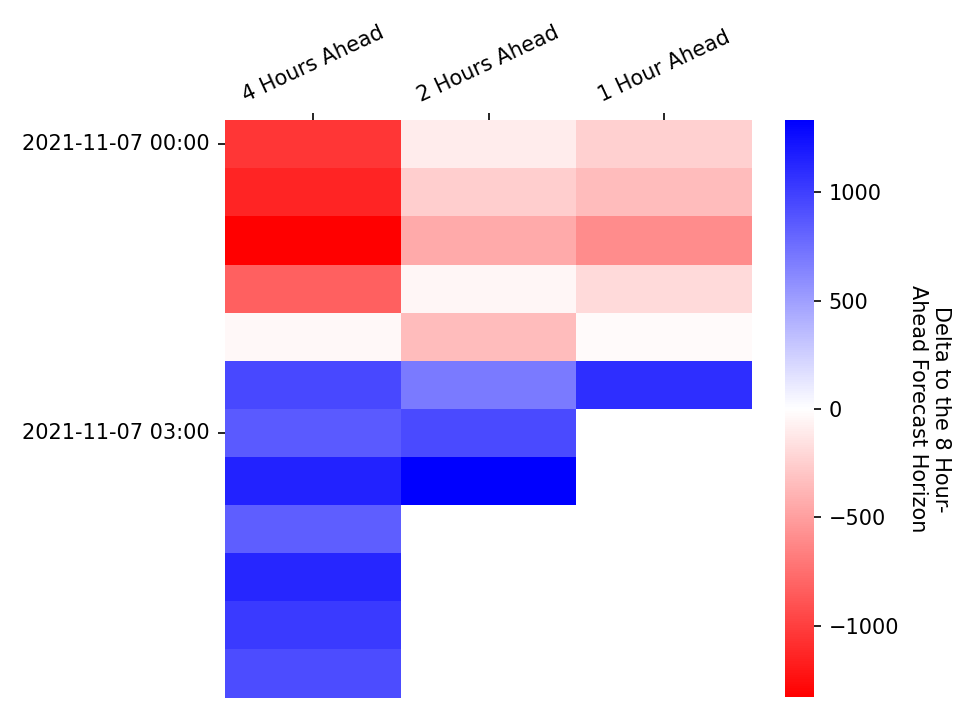 4 Hours Ahead
2 Hours Ahead
1 Hour Ahead
2021-11-07 00:00
2021-11-07 03:00
1000
500
0
−500
−1000
Delta to the 8 Hour-
Ahead Forecast Horizon